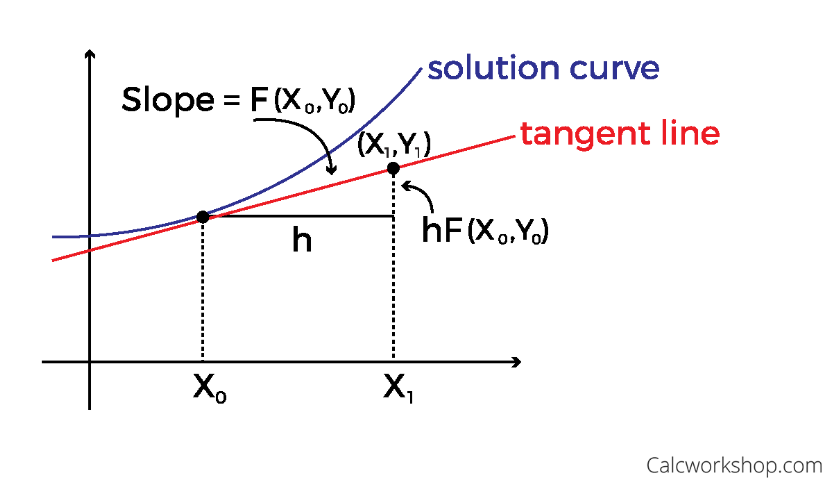 solution curve
Slope = F(X₀,Y₀)
tangent line
(X₁,Y₁)
hF(X₀,Y₀)
h
X₀
X₁
Calcworkshop.com